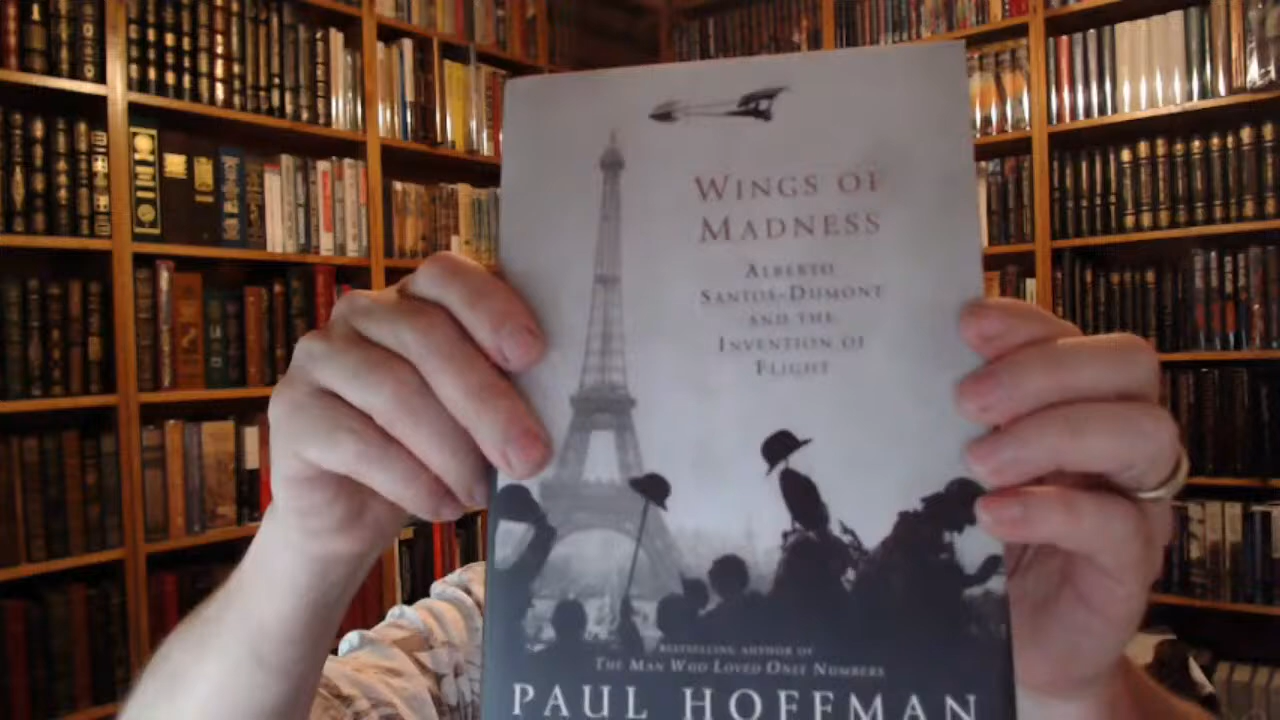 WINGS OF
MADNESS
ALBERTO
SANTOS-DUMONT
AND THE
INVENTION OF
FLIGHT
BESTSELLING AUTHOR OF
THE MAN WHO LOVED ONLY NUMBERS
PAUL HOFFMAN